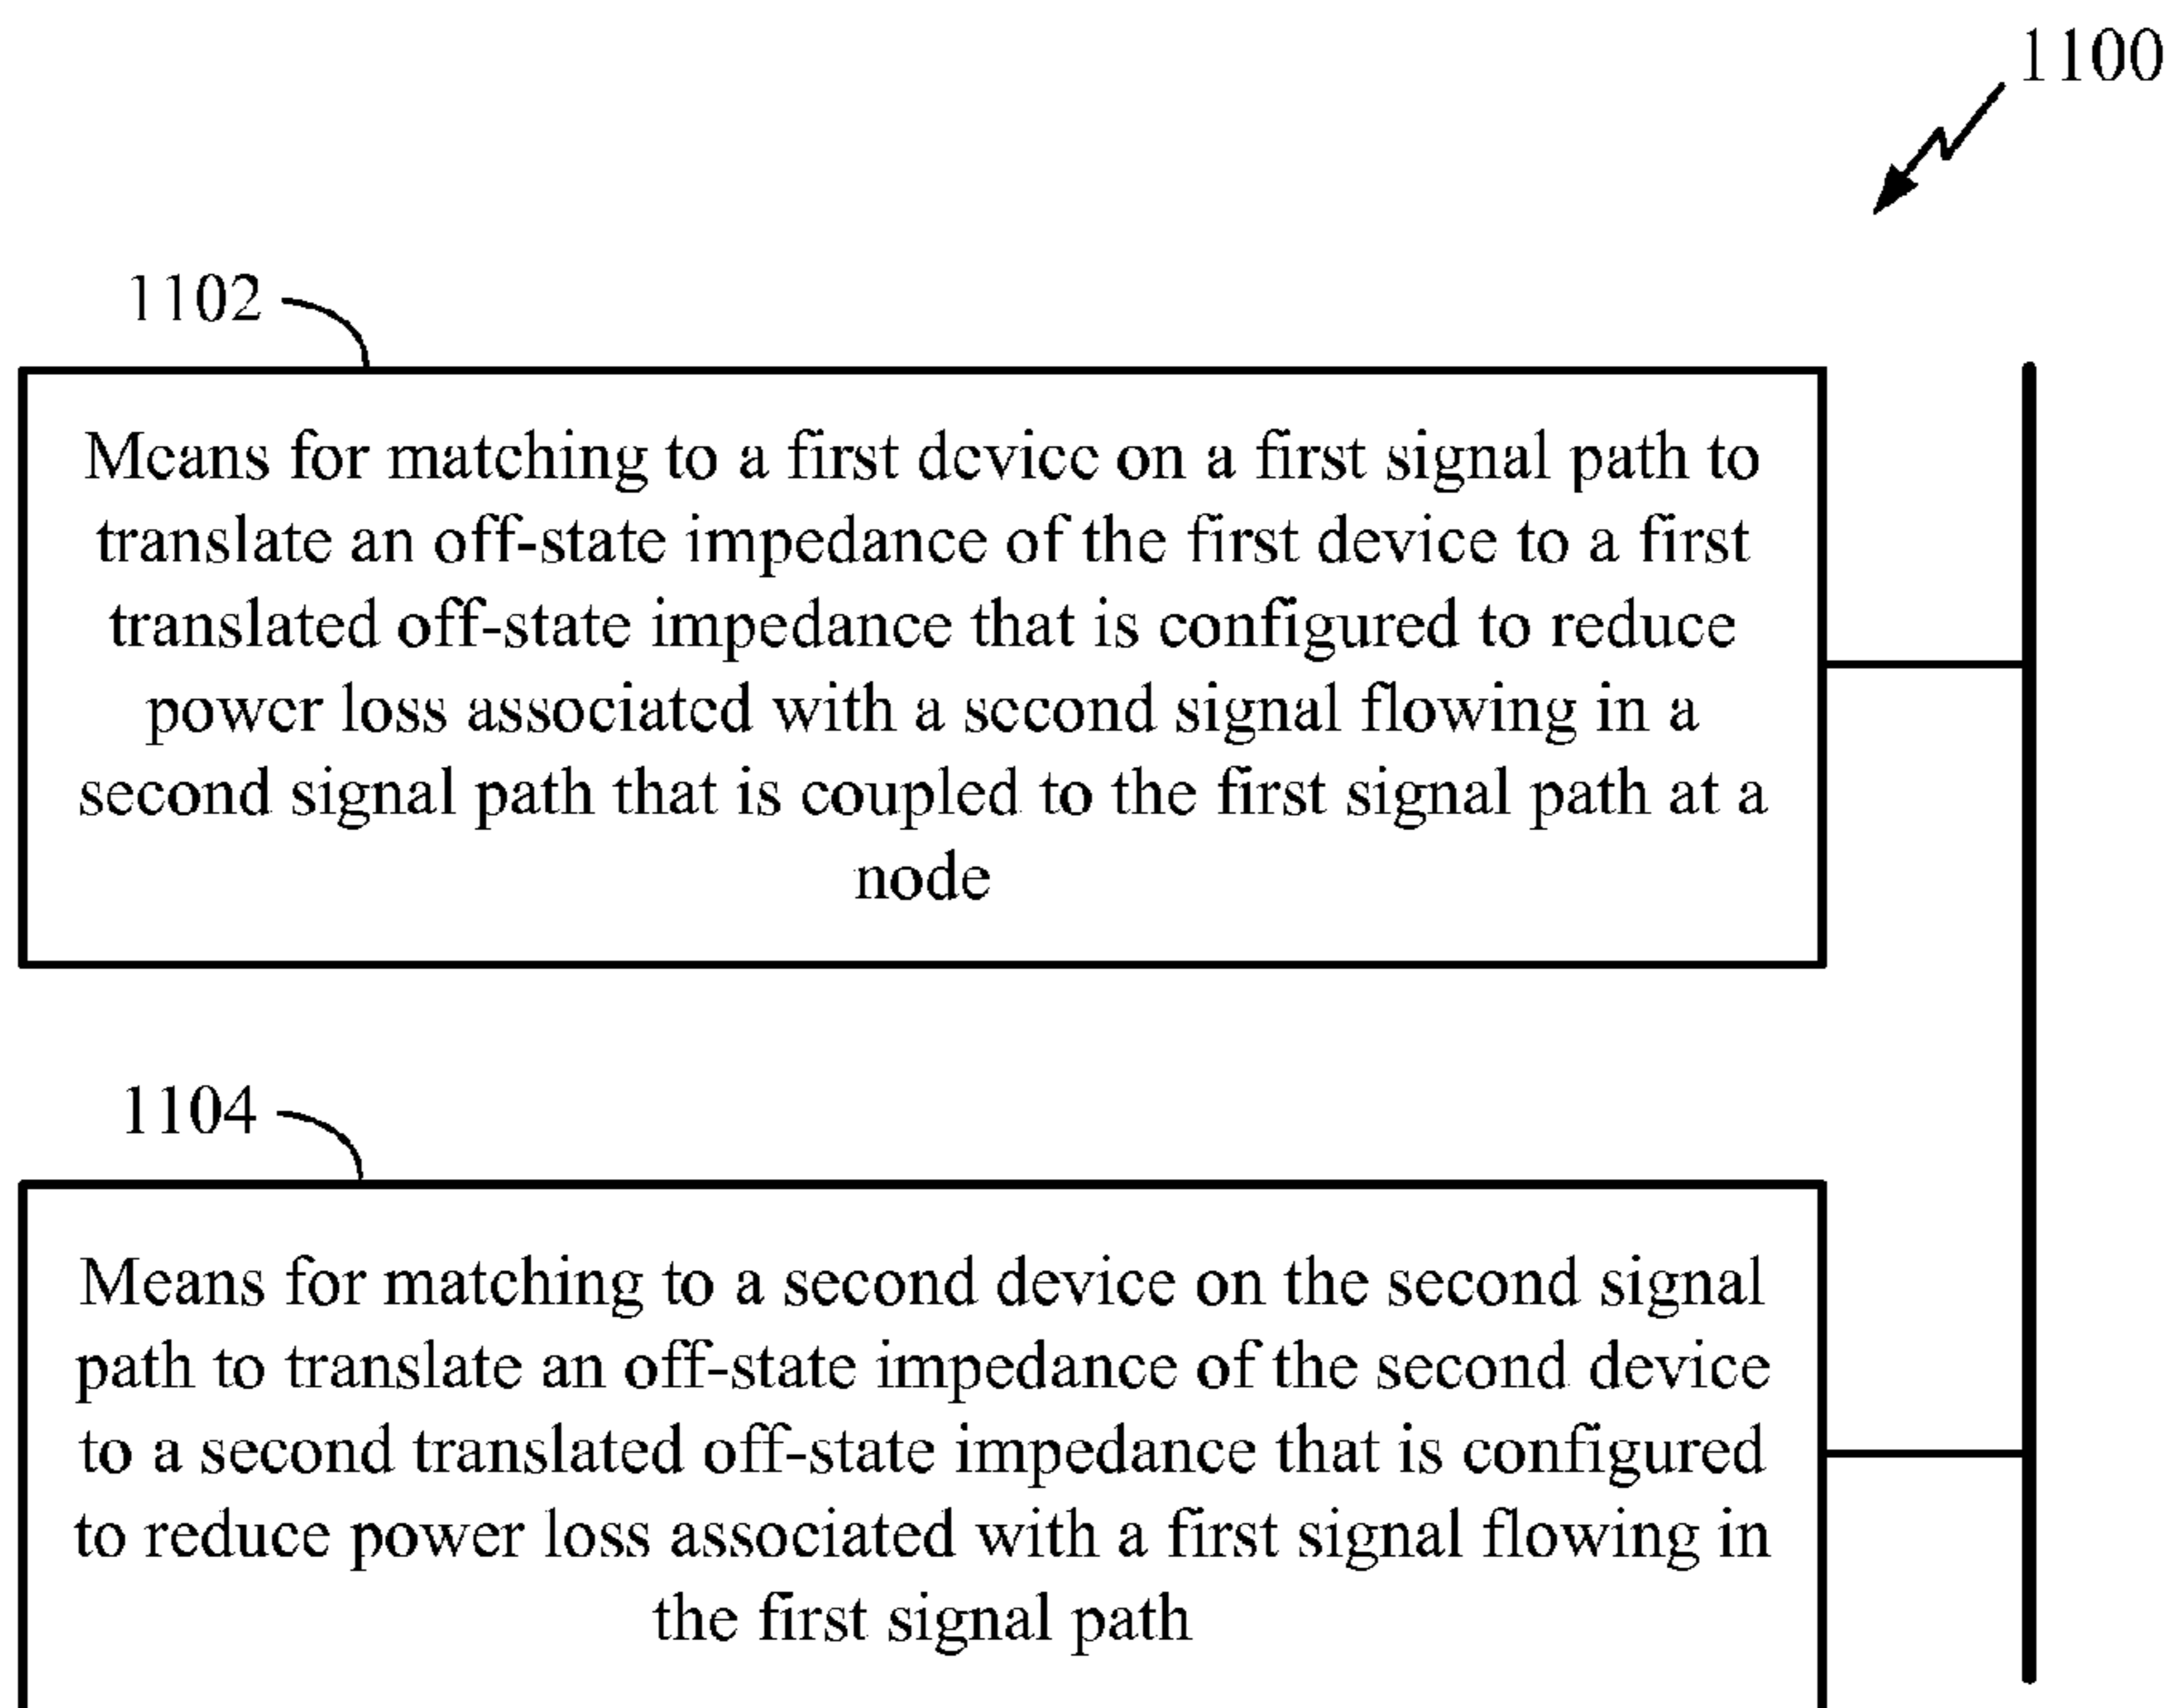 1100
1102
Means for matching to a first device on a first signal path to
translate an off-state impedance of the first device to a first
translated off-state impedance that is configured to reduce
power loss associated with a second signal flowing in a
second signal path that is coupled to the first signal path at a
node
1104
Means for matching to a second device on the second signal
path to translate an off-state impedance of the second device
to a second translated off-state impedance that is configured
to reduce power loss associated with a first signal flowing in
the first signal path